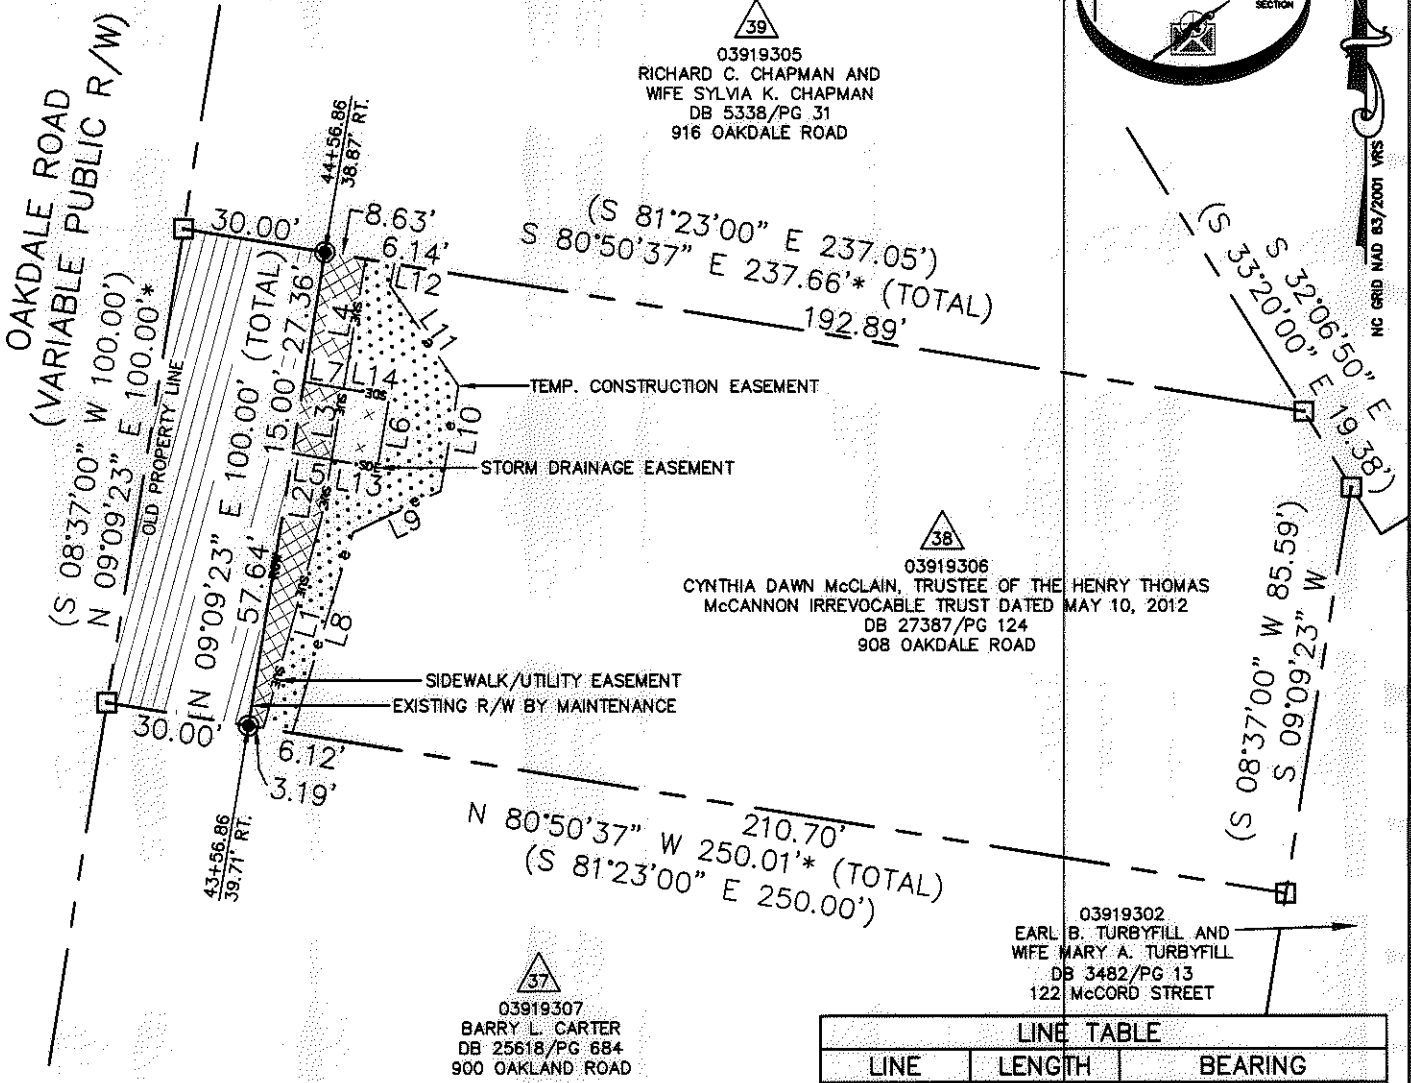 SECTION
NC GRID NAD 83/2001 VRS
39
03919305
RICHARD C. CHAPMAN AND
WIFE SYLVIA K. CHAPMAN
DB 5338/PG 31
916 OAKDALE ROAD
OAKDALE ROAD
(VARIABLE PUBLIC R/W)
(S 08°37'00" W 100.00')
N 09°09'23" E 100.00'*
OLD PROPERTY LINE
30.00'
44+56.86
38.87' RT.
8.63'
6.14'
L12
L11
(S 81°23'00" E 237.05')
S 80°50'37" E 237.66'* (TOTAL)
192.89'
S 32°06'50" E
(S 33°20'00" E 19.38')
N 09°09'23" E 100.00' (TOTAL)
57.64'
15.00'
27.36'
L4
SUE
L7
L14
SDE
L3
SUE
L6
L10
L5
L13
SDE
L2
SUE
L9
L1
SUE
L8
SUE
e
e
e
e
e
TEMP. CONSTRUCTION EASEMENT
STORM DRAINAGE EASEMENT
SIDEWALK/UTILITY EASEMENT
EXISTING R/W BY MAINTENANCE
38
03919306
CYNTHIA DAWN McCLAIN, TRUSTEE OF THE HENRY THOMAS
McCANNON IRREVOCABLE TRUST DATED MAY 10, 2012
DB 27387/PG 124
908 OAKDALE ROAD
(S 08°37'00" W 85.59')
S 09°09'23" W
30.00'
6.12'
3.19'
43+56.86
39.71' RT.
210.70'
N 80°50'37" W 250.01'* (TOTAL)
(S 81°23'00" E 250.00')
03919302
EARL B. TURBYFILL AND
WIFE MARY A. TURBYFILL
DB 3482/PG 13
122 McCORD STREET
37
03919307
BARRY L. CARTER
DB 25618/PG 684
900 OAKLAND ROAD
LINE TABLE
LINE LENGTH BEARING